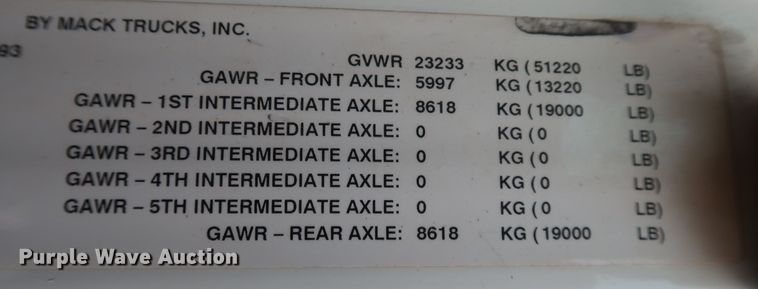 BY MACK TRUCKS, INC.
93
GVWR 23233 KG ( 51220 LB)
GAWR – FRONT AXLE: 5997 KG ( 13220 LB)
GAWR – 1ST INTERMEDIATE AXLE: 8618 KG ( 19000 LB)
GAWR – 2ND INTERMEDIATE AXLE: 0 KG ( 0 LB)
GAWR – 3RD INTERMEDIATE AXLE: 0 KG ( 0 LB)
GAWR – 4TH INTERMEDIATE AXLE: 0 KG ( 0 LB)
GAWR – 5TH INTERMEDIATE AXLE: 0 KG ( 0 LB)
GAWR – REAR AXLE: 8618 KG ( 19000 LB)
Purple Wave Auction